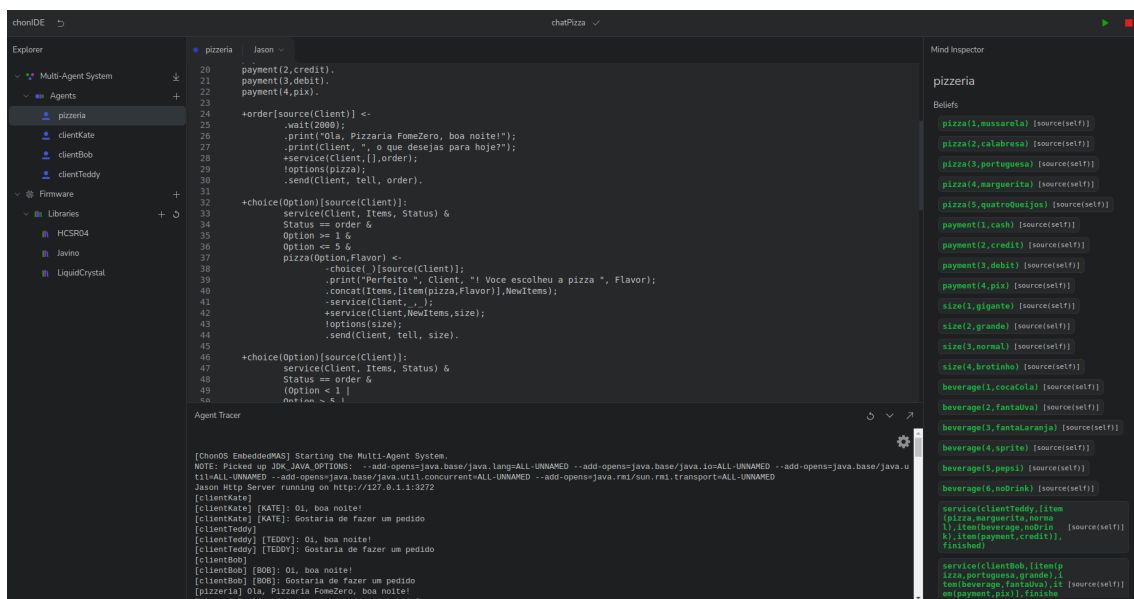 chonIDE
chatPizza
Explorer
Multi-Agent System
Agents
pizzeria
clientKate
clientBob
clientTeddy
Firmware
Libraries
HCSR04
Javino
LiquidCrystal
pizzeria
Jason
20 payment(2,credit).
21 payment(3,debit).
22 payment(4,pix).
23
24 +order[source(Client)] <-
25 .wait(2000);
26 .print("Ola, Pizzaria FomeZero, boa noite!");
27 .print(Client, ", o que desejas para hoje?");
28 +service(Client,[],order);
29 !options(pizza);
30 .send(Client, tell, order).
31
32 +choice(Option)[source(Client)]:
33 service(Client, Items, Status) &
34 Status == order &
35 Option >= 1 &
36 Option <= 5 &
37 pizza(Option,Flavor) <-
38 -choice(_)[source(Client)];
39 .print("Perfeito ", Client, "! Voce escolheu a pizza ", Flavor);
40 .concat(Items,[item(pizza,Flavor)],NewItems);
41 -service(Client,_,_);
42 +service(Client,NewItems,size);
43 !options(size);
44 .send(Client, tell, size).
45
46 +choice(Option)[source(Client)]:
47 service(Client, Items, Status) &
48 Status == order &
49 (Option < 1 |
50 Option > 5 |
Agent Tracer
[ChonOS EmbeddedMAS] Starting the Multi-Agent System.
NOTE: Picked up JDK_JAVA_OPTIONS: --add-opens=java.base/java.lang=ALL-UNNAMED --add-opens=java.base/java.io=ALL-UNNAMED --add-opens=java.base/java.u
til=ALL-UNNAMED --add-opens=java.base/java.util.concurrent=ALL-UNNAMED --add-opens=java.rmi/sun.rmi.transport=ALL-UNNAMED
Jason Http Server running on http://127.0.1.1:3272
[clientKate]
[clientKate] [KATE]: Oi, boa noite!
[clientKate] [KATE]: Gostaria de fazer um pedido
[clientTeddy]
[clientTeddy] [TEDDY]: Oi, boa noite!
[clientTeddy] [TEDDY]: Gostaria de fazer um pedido
[clientBob]
[clientBob] [BOB]: Oi, boa noite!
[clientBob] [BOB]: Gostaria de fazer um pedido
[pizzeria] Ola, Pizzaria FomeZero, boa noite!
Mind Inspector
pizzeria
Beliefs
pizza(1,mussarela) [source(self)]
pizza(2,calabresa) [source(self)]
pizza(3,portuguesa) [source(self)]
pizza(4,marguerita) [source(self)]
pizza(5,quatroQueijos) [source(self)]
payment(1,cash) [source(self)]
payment(2,credit) [source(self)]
payment(3,debit) [source(self)]
payment(4,pix) [source(self)]
size(1,gigante) [source(self)]
size(2,grande) [source(self)]
size(3,normal) [source(self)]
size(4,brotinho) [source(self)]
beverage(1,cocaCola) [source(self)]
beverage(2,fantaUva) [source(self)]
beverage(3,fantaLaranja) [source(self)]
beverage(4,sprite) [source(self)]
beverage(5,pepsi) [source(self)]
beverage(6,noDrink) [source(self)]
service(clientTeddy,[item
(pizza,marguerita,norma
l),item(beverage,noDrin [source(self)]
k),item(payment,credit)],
finished)
service(clientBob,[item(p
izza,portuguesa,grande),i
tem(beverage,fantaUva),it [source(self)]
em(payment,pix)],finishe